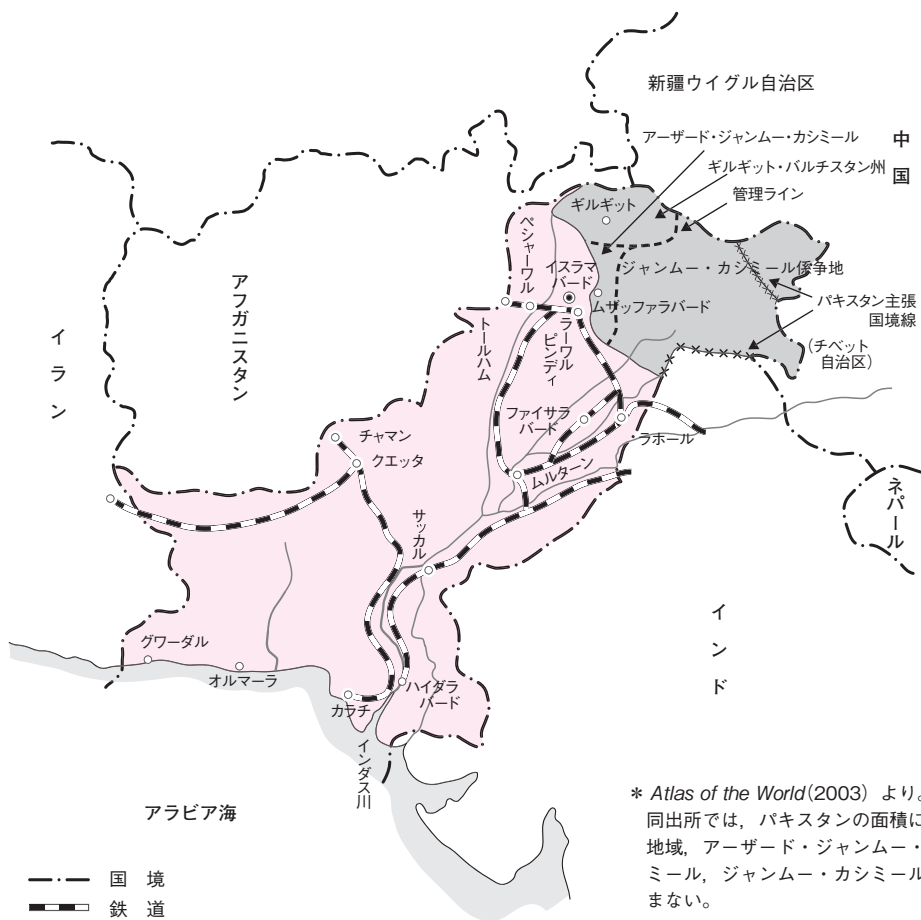 新疆ウイグル自治区
アーザード・ジャンムー・カシミール
中国
ギルギット・バルチスタン州
管理ライン
ギルギット
ペシャーワル
イスラマ
バード
ジャンムー・カシミール係争地
ムザッファラバード
パキスタン主張
国境線
(チベット
自治区)
アフガニスタン
イラン
トールハム
ラーワル
ピンディ
ファイサラ
バード
ラホール
チャマン
クエッタ
ムルターン
サッカル
ネパール
インド
グワーダル
オルマーラ
カラチ
ハイダラ
バード
インダス川
アラビア海
* Atlas of the World(2003) より。
同出所では，パキスタンの面積に
地域，アーザード・ジャンムー・
ミール，ジャンムー・カシミール
まない。
国境
鉄道